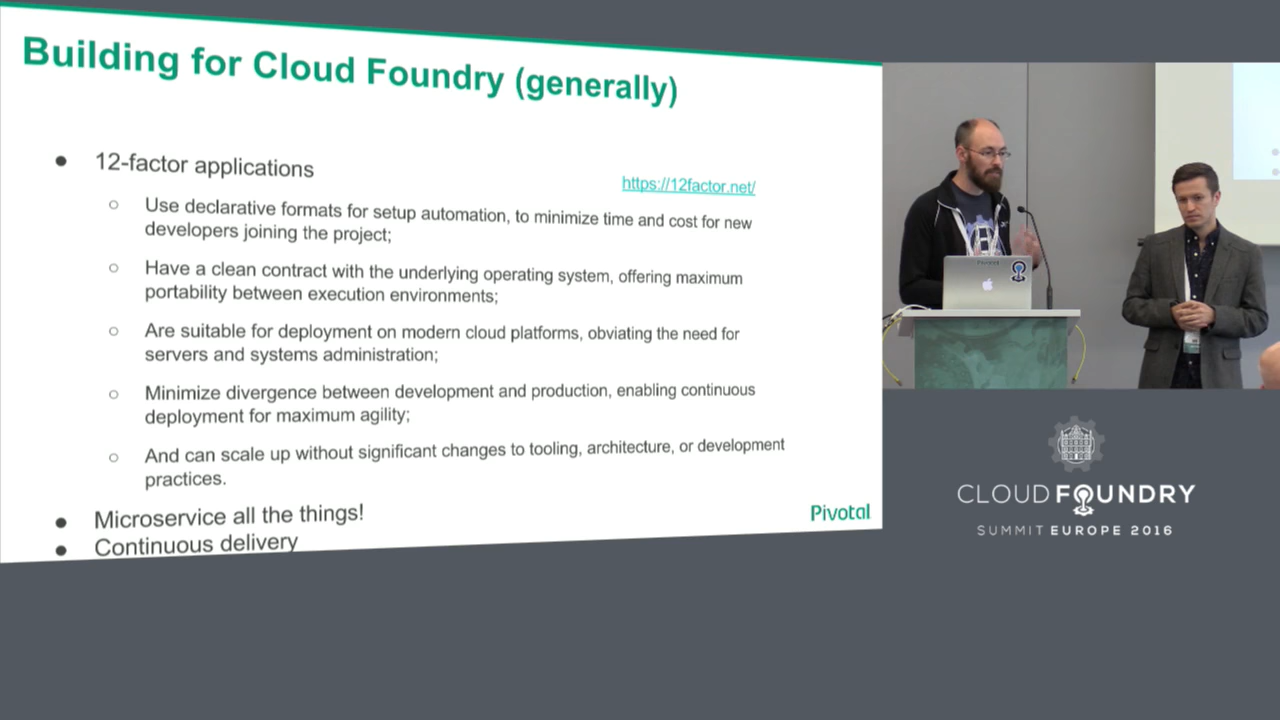 Building for Cloud Foundry (generally)
12-factor applications
https://12factor.net/
Use declarative formats for setup automation, to minimize time and cost for new
developers joining the project;
Have a clean contract with the underlying operating system, offering maximum
portability between execution environments;
Are suitable for deployment on modern cloud platforms, obviating the need for
servers and systems administration;
Minimize divergence between development and production, enabling continuous
deployment for maximum agility;
And can scale up without significant changes to tooling, architecture, or development
practices.
Microservice all the things!
Continuous delivery
Pivotal
CLOUD FOUNDRY
SUMMIT EUROPE 2016